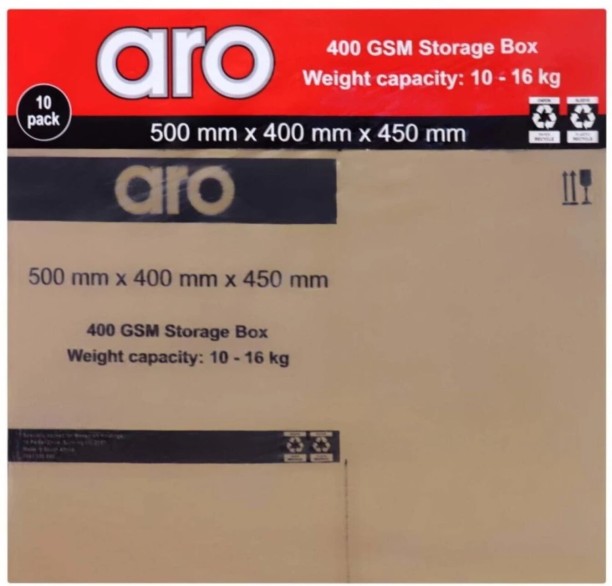 aro
400 GSM Storage Box
Weight capacity: 10 - 16 kg
10
pack
500 mm x 400 mm x 450 mm
aro
500 mm x 400 mm x 450 mm
400 GSM Storage Box
Weight capacity: 10 - 16 kg